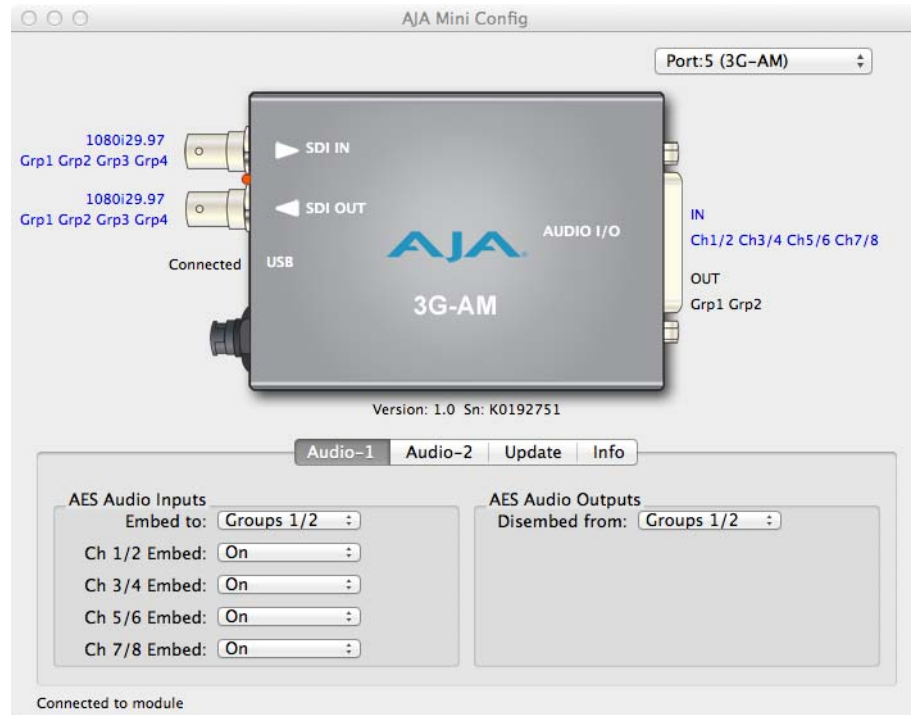 AJA Mini Config
Port:5 (3G-AM)
1080i29.97
Grp1 Grp2 Grp3 Grp4
SDI IN
1080i29.97
Grp1 Grp2 Grp3 Grp4
SDI OUT
AUDIO I/O
IN
Ch1/2 Ch3/4 Ch5/6 Ch7/8
Connected
USB
AJA
OUT
Grp1 Grp2
3G-AM
Version: 1.0 Sn: K0192751
Audio-1 Audio-2 Update Info
AES Audio Inputs
Embed to: Groups 1/2
Ch 1/2 Embed: On
Ch 3/4 Embed: On
Ch 5/6 Embed: On
Ch 7/8 Embed: On
AES Audio Outputs
Disembed from: Groups 1/2
Connected to module